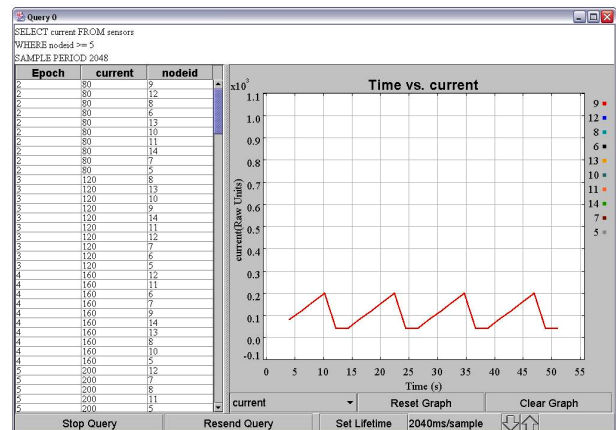 Query 0
SELECT current FROM sensors
WHERE nodeid >= 5
SAMPLE PERIOD 2048
Epoch current nodeid
2 80 9
2 80 12
2 80 8
2 80 6
2 80 13
2 80 10
2 80 11
2 80 14
2 80 7
2 80 5
3 120 8
3 120 13
3 120 10
3 120 9
3 120 14
3 120 11
3 120 12
3 120 7
3 120 6
3 120 5
4 160 12
4 160 11
4 160 6
4 160 7
4 160 9
4 160 14
4 160 13
4 160 8
4 160 10
4 160 5
5 200 12
5 200 7
5 200 8
5 200 11
5 200 5
Time vs. current
x10³
1.1
1.0
0.9
0.8
0.7
0.6
0.5
0.4
0.3
0.2
0.1
0.0
-0.1
current(Raw Units)
0 5 10 15 20 25 30 35 40 45 50 55
Time (s)
9
12
8
6
13
10
11
14
7
5
current Reset Graph Clear Graph
Stop Query Resend Query Set Lifetime 2040ms/sample